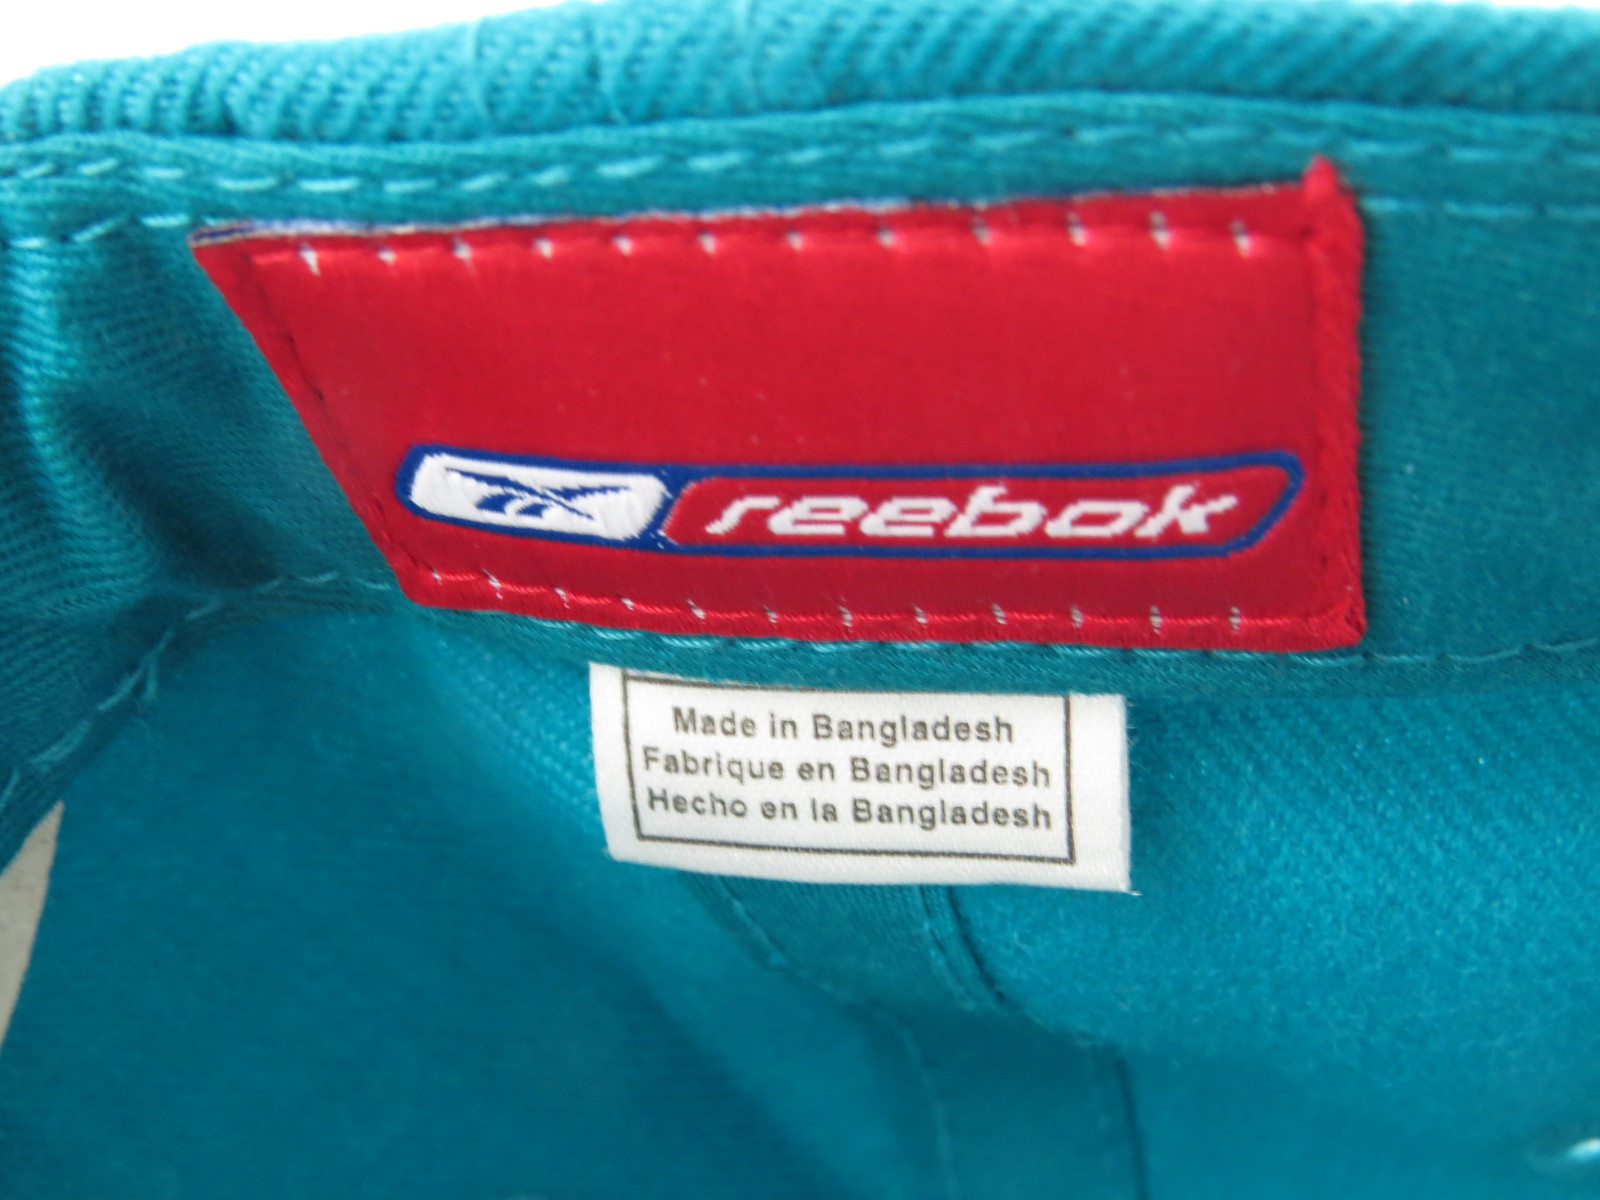 reebok
Made in Bangladesh
Fabrique en Bangladesh
Hecho en la Bangladesh